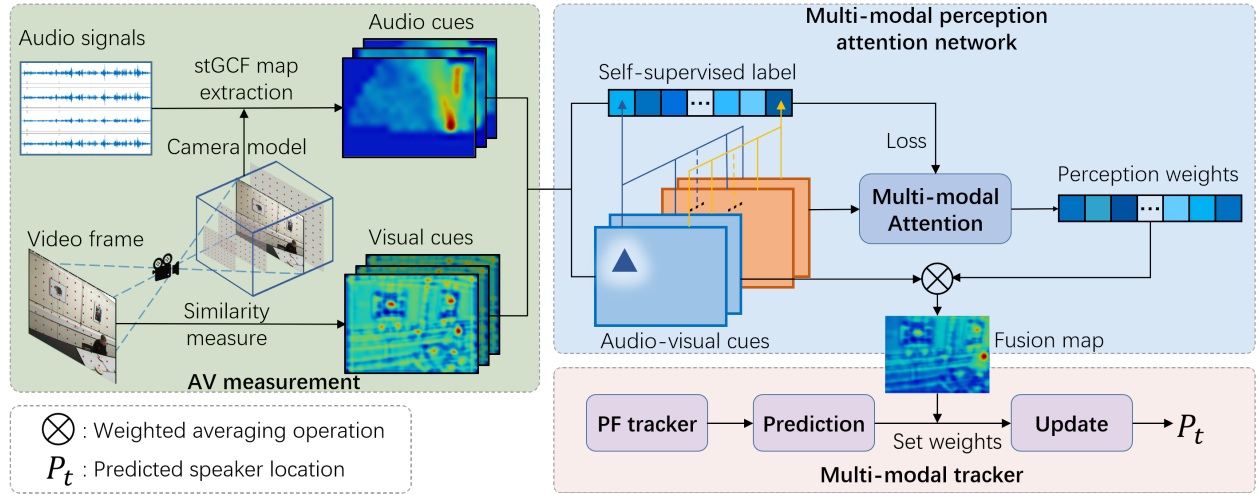 Audio signals
stGCF map
extraction
Audio cues
Camera model
Video frame
Visual cues
Similarity
measure
AV measurement
⊗ : Weighted averaging operation
Pt : Predicted speaker location
Multi-modal perception
attention network
Self-supervised label
...
Loss
Multi-modal
Attention
Perception weights
...
Audio-visual cues
Fusion map
PF tracker
Prediction
Set weights
Update
Pt
Multi-modal tracker